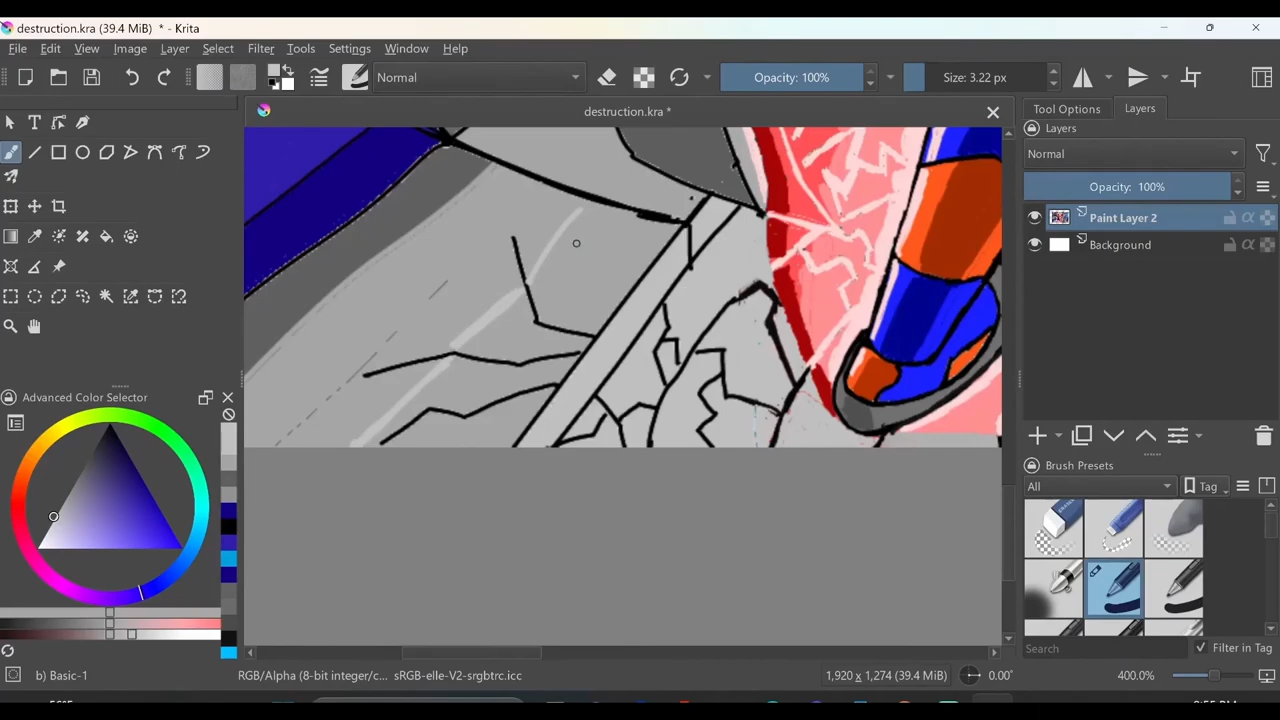 destruction.kra (39.4 MiB) * - Krita
File Edit View Image Layer Select Filter Tools Settings Window Help
Normal Opacity: 100% Size: 3.22 px
destruction.kra * Tool Options Layers
Layers
Normal
Opacity: 100%
Paint Layer 2
Background
Advanced Color Selector
Brush Presets
All Tag
Search Filter in Tag
b) Basic-1 RGB/Alpha (8-bit integer/c... sRGB-elle-V2-srgbtrc.icc 1,920 x 1,274 (39.4 MiB) 0.00° 400.0%